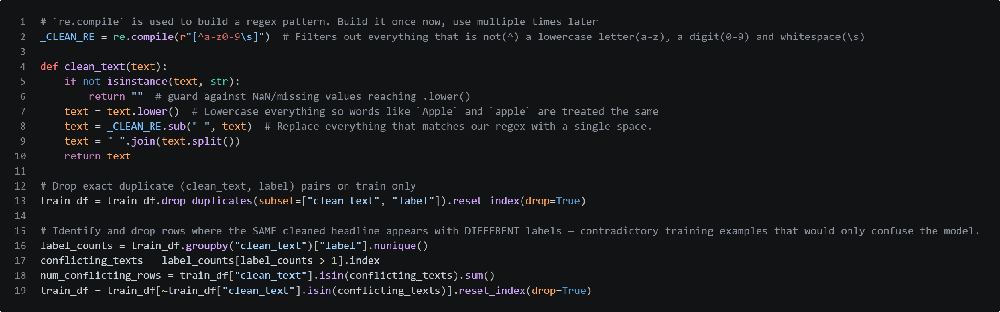 1 # `re.compile` is used to build a regex pattern. Build it once now, use multiple times later
2 _CLEAN_RE = re.compile(r"[^a-z0-9\s]")  # Filters out everything that is not(^) a lowercase letter(a-z), a digit(0-9) and whitespace(\s)
3
4 def clean_text(text):
5     if not isinstance(text, str):
6         return ""  # guard against NaN/missing values reaching .lower()
7     text = text.lower()  # Lowercase everything so words like `Apple` and `apple` are treated the same
8     text = _CLEAN_RE.sub(" ", text)  # Replace everything that matches our regex with a single space.
9     text = " ".join(text.split())
10     return text
11
12 # Drop exact duplicate (clean_text, label) pairs on train only
13 train_df = train_df.drop_duplicates(subset=["clean_text", "label"]).reset_index(drop=True)
14
15 # Identify and drop rows where the SAME cleaned headline appears with DIFFERENT labels — contradictory training examples that would only confuse the model.
16 label_counts = train_df.groupby("clean_text")["label"].nunique()
17 conflicting_texts = label_counts[label_counts > 1].index
18 num_conflicting_rows = train_df["clean_text"].isin(conflicting_texts).sum()
19 train_df = train_df[~train_df["clean_text"].isin(conflicting_texts)].reset_index(drop=True)